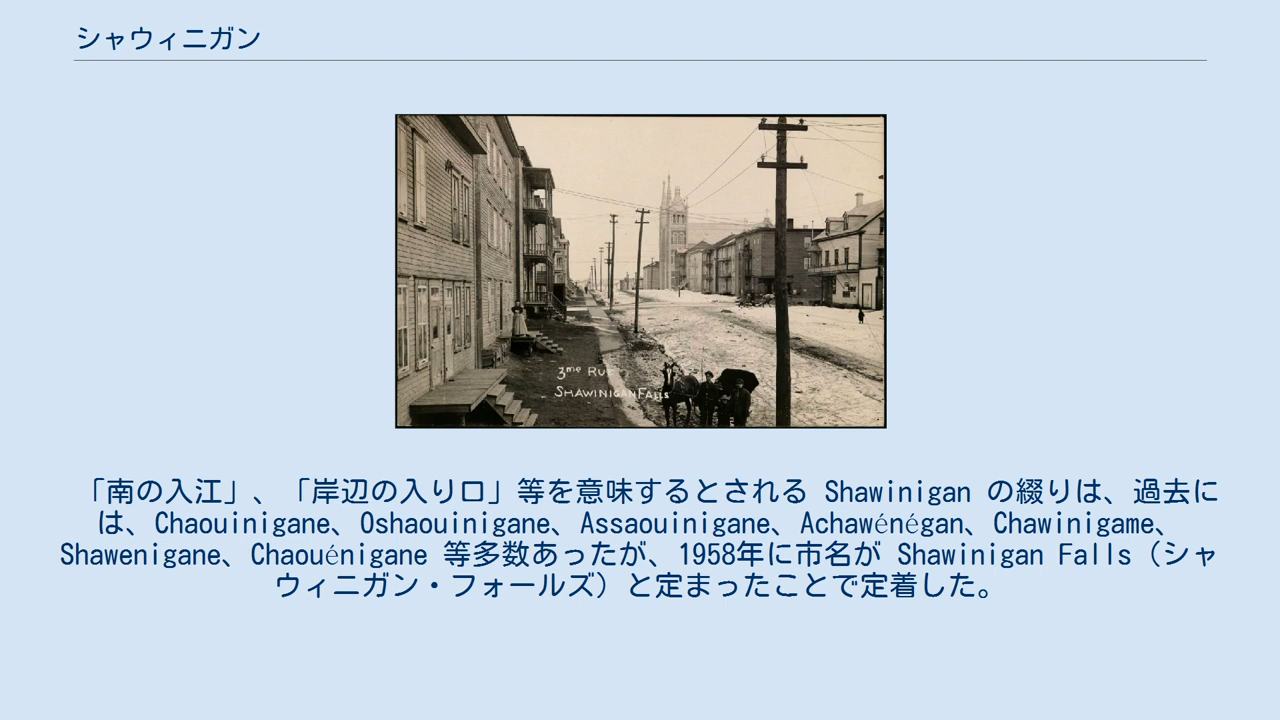 シャウィニガン
3me Rue
Shawinigan Falls
「南の入江」、「岸辺の入り口」等を意味するとされる Shawinigan の綴りは、過去に
は、Chaouinigane、Oshaouinigane、Assaouinigane、Achawénégan、Chawinigame、
Shawenigane、Chaouénigane 等多数あったが、1958年に市名が Shawinigan Falls（シャ
ウィニガン・フォールズ）と定まったことで定着した。